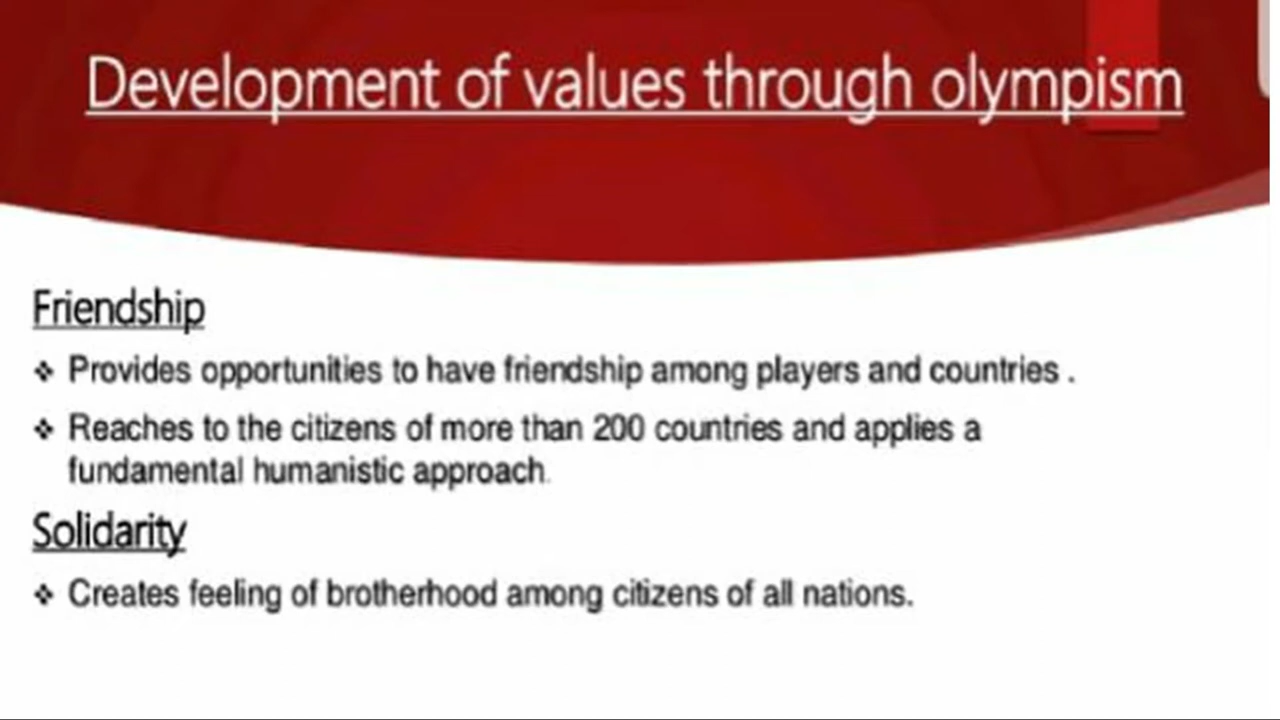 Development of values through olympism
Friendship
❖ Provides opportunities to have friendship among players and countries .
❖ Reaches to the citizens of more than 200 countries and applies a
fundamental humanistic approach.
Solidarity
❖ Creates feeling of brotherhood among citizens of all nations.